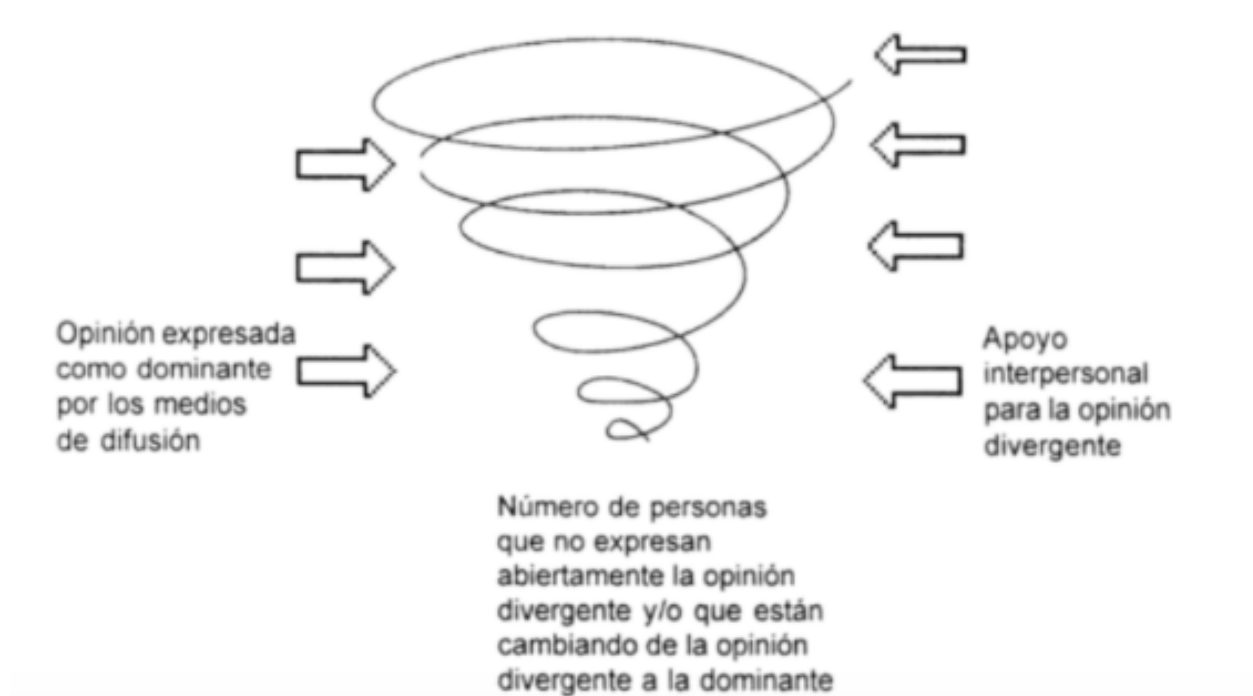 Opinión expresada
como dominante
por los medios
de difusión
Apoyo
interpersonal
para la opinión
divergente
Número de personas
que no expresan
abiertamente la opinión
divergente y/o que están
cambiando de la opinión
divergente a la dominante